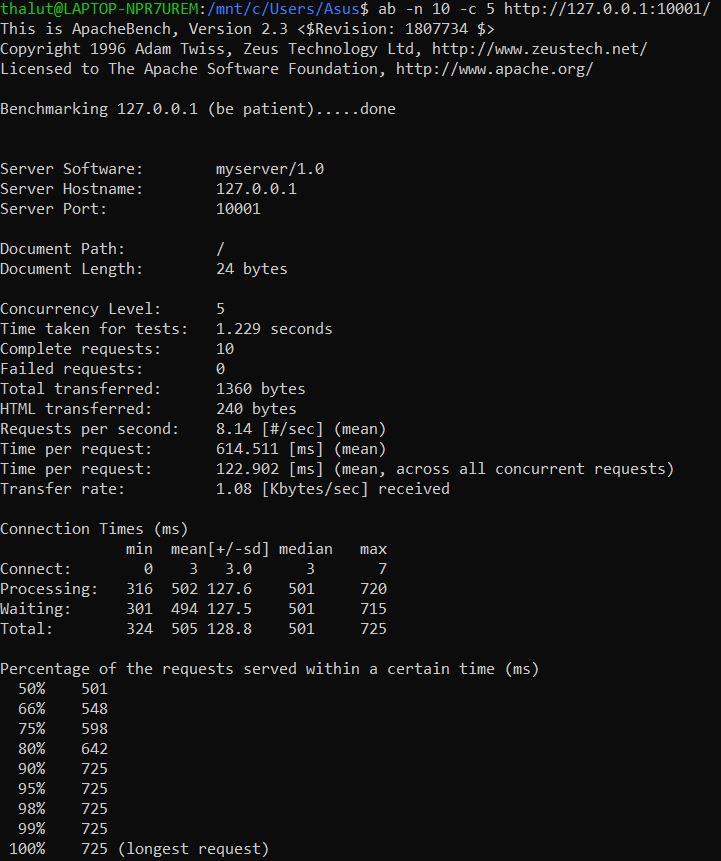 thalut@LAPTOP-NPR7UREM:/mnt/c/Users/Asus$ ab -n 10 -c 5 http://127.0.0.1:10001/
This is ApacheBench, Version 2.3 <$Revision: 1807734 $>
Copyright 1996 Adam Twiss, Zeus Technology Ltd, http://www.zeustech.net/
Licensed to The Apache Software Foundation, http://www.apache.org/

Benchmarking 127.0.0.1 (be patient).....done


Server Software:        myserver/1.0
Server Hostname:        127.0.0.1
Server Port:            10001

Document Path:          /
Document Length:        24 bytes

Concurrency Level:      5
Time taken for tests:   1.229 seconds
Complete requests:      10
Failed requests:        0
Total transferred:      1360 bytes
HTML transferred:       240 bytes
Requests per second:    8.14 [#/sec] (mean)
Time per request:       614.511 [ms] (mean)
Time per request:       122.902 [ms] (mean, across all concurrent requests)
Transfer rate:          1.08 [Kbytes/sec] received

Connection Times (ms)
              min  mean[+/-sd] median   max
Connect:        0    3   3.0      3       7
Processing:   316  502 127.6    501     720
Waiting:      301  494 127.5    501     715
Total:        324  505 128.8    501     725

Percentage of the requests served within a certain time (ms)
  50%    501
  66%    548
  75%    598
  80%    642
  90%    725
  95%    725
  98%    725
  99%    725
 100%    725 (longest request)